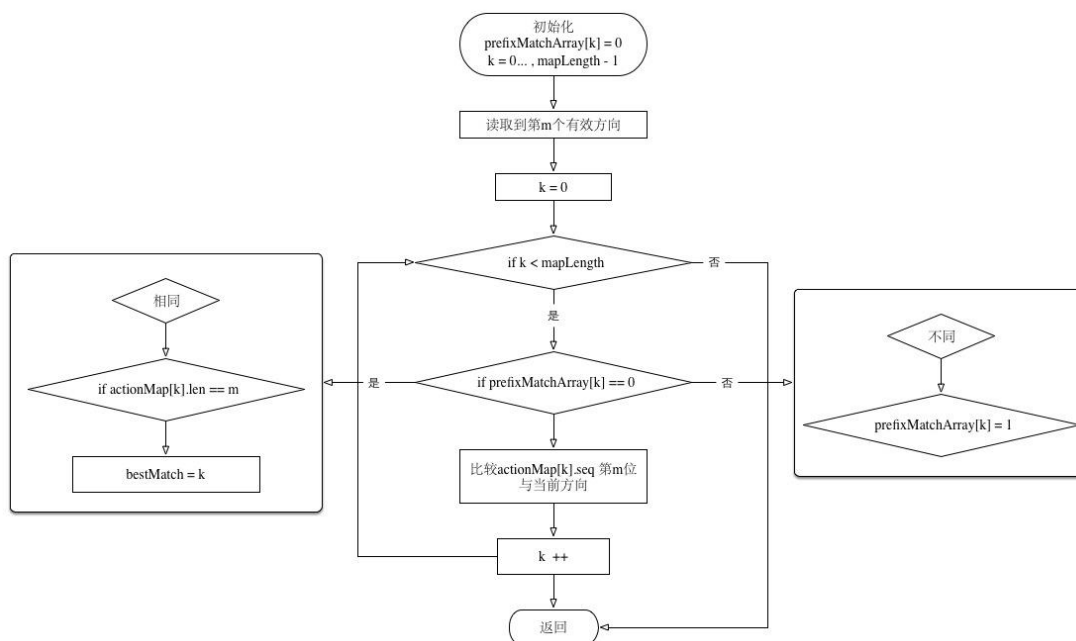 初始化
prefixMatchArray[k] = 0
k = 0... , mapLength - 1
读取到第m个有效方向
k = 0
if k < mapLength
否
是
相同
if actionMap[k].len == m
bestMatch = k
if prefixMatchArray[k] == 0
是
否
不同
prefixMatchArray[k] = 1
比较actionMap[k].seq 第m位
与当前方向
k ++
返回